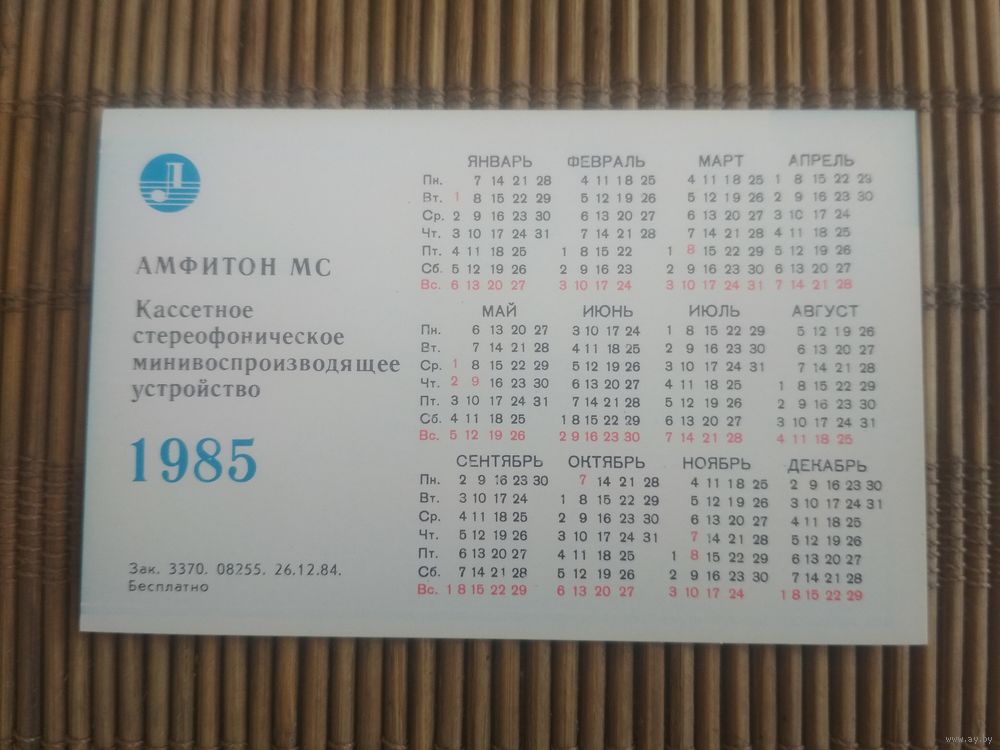 АМФИТОН МС
Кассетное
стереофоническое
минивоспроизводящее
устройство
1985
Зак. 3370. 08255. 26.12.84.
Бесплатно
ЯНВАРЬ ФЕВРАЛЬ МАРТ АПРЕЛЬ
Пн. 7 14 21 28 4 11 18 25 4 11 18 25 1 8 15 22 29
Вт. 1 8 15 22 29 5 12 19 26 5 12 19 26 2 9 16 23 30
Ср. 2 9 16 23 30 6 13 20 27 6 13 20 27 3 10 17 24
Чт. 3 10 17 24 31 7 14 21 28 7 14 21 28 4 11 18 25
Пт. 4 11 18 25 1 8 15 22 1 8 15 22 29 5 12 19 26
Сб. 5 12 19 26 2 9 16 23 2 9 16 23 30 6 13 20 27
Вс. 6 13 20 27 3 10 17 24 3 10 17 24 31 7 14 21 28
МАЙ ИЮНЬ ИЮЛЬ АВГУСТ
Пн. 6 13 20 27 3 10 17 24 1 8 15 22 29 5 12 19 26
Вт. 7 14 21 28 4 11 18 25 2 9 16 23 30 6 13 20 27
Ср. 1 8 15 22 29 5 12 19 26 3 10 17 24 31 7 14 21 28
Чт. 2 9 16 23 30 6 13 20 27 4 11 18 25 1 8 15 22 29
Пт. 3 10 17 24 31 7 14 21 28 5 12 19 26 2 9 16 23 30
Сб. 4 11 18 25 1 8 15 22 29 6 13 20 27 3 10 17 24 31
Вс. 5 12 19 26 2 9 16 23 30 7 14 21 28 4 11 18 25
СЕНТЯБРЬ ОКТЯБРЬ НОЯБРЬ ДЕКАБРЬ
Пн. 2 9 16 23 30 7 14 21 28 4 11 18 25 2 9 16 23 30
Вт. 3 10 17 24 1 8 15 22 29 5 12 19 26 3 10 17 24 31
Ср. 4 11 18 25 2 9 16 23 30 6 13 20 27 4 11 18 25
Чт. 5 12 19 26 3 10 17 24 31 7 14 21 28 5 12 19 26
Пт. 6 13 20 27 4 11 18 25 1 8 15 22 29 6 13 20 27
Сб. 7 14 21 28 5 12 19 26 2 9 16 23 30 7 14 21 28
Вс. 1 8 15 22 29 6 13 20 27 3 10 17 24 1 8 15 22 29
www.ay.by